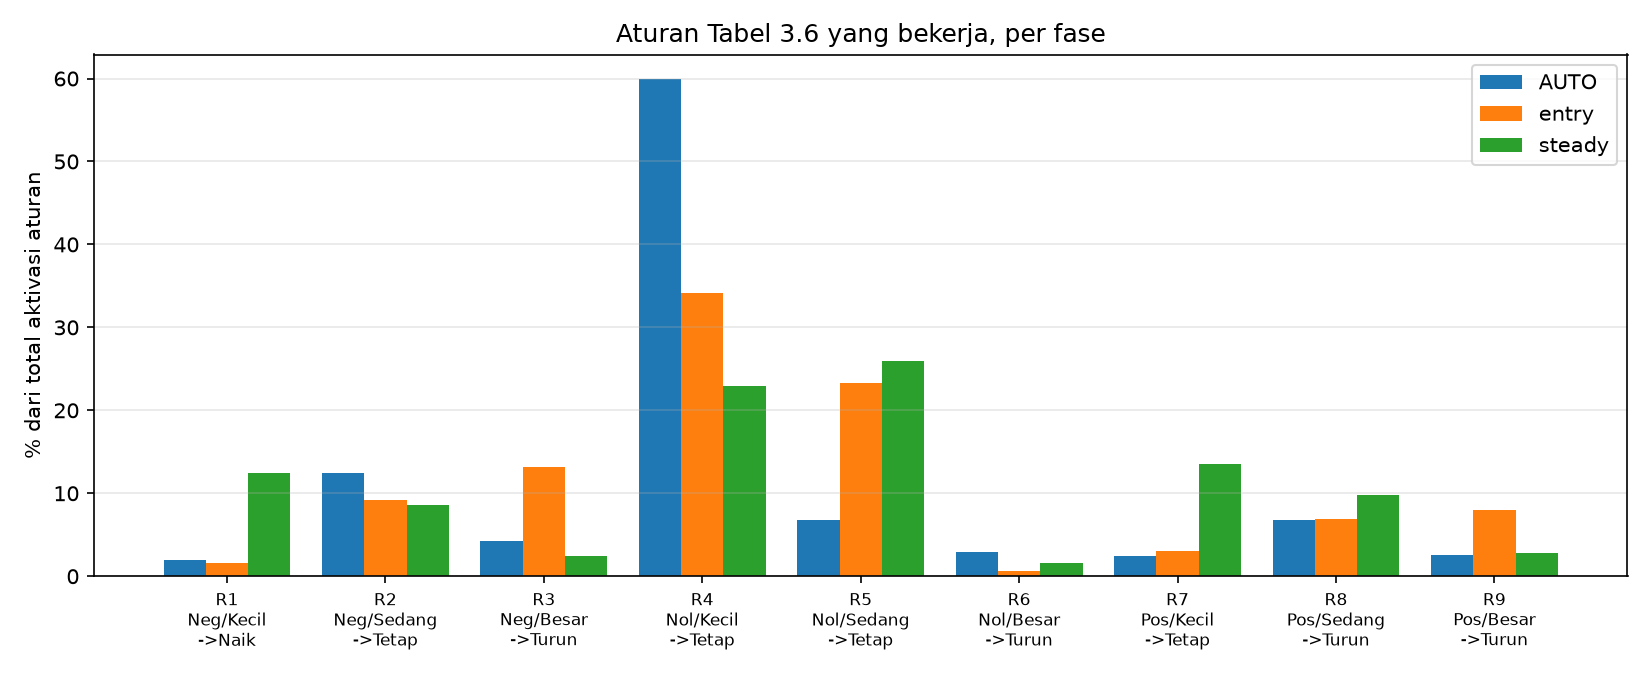 Aturan Tabel 3.6 yang bekerja, per fase
AUTO
entry
steady
% dari total aktivasi aturan
60
50
40
30
20
10
0
R1
Neg/Kecil
->Naik
R2
Neg/Sedang
->Tetap
R3
Neg/Besar
->Turun
R4
Nol/Kecil
->Tetap
R5
Nol/Sedang
->Tetap
R6
Nol/Besar
->Turun
R7
Pos/Kecil
->Tetap
R8
Pos/Sedang
->Turun
R9
Pos/Besar
->Turun